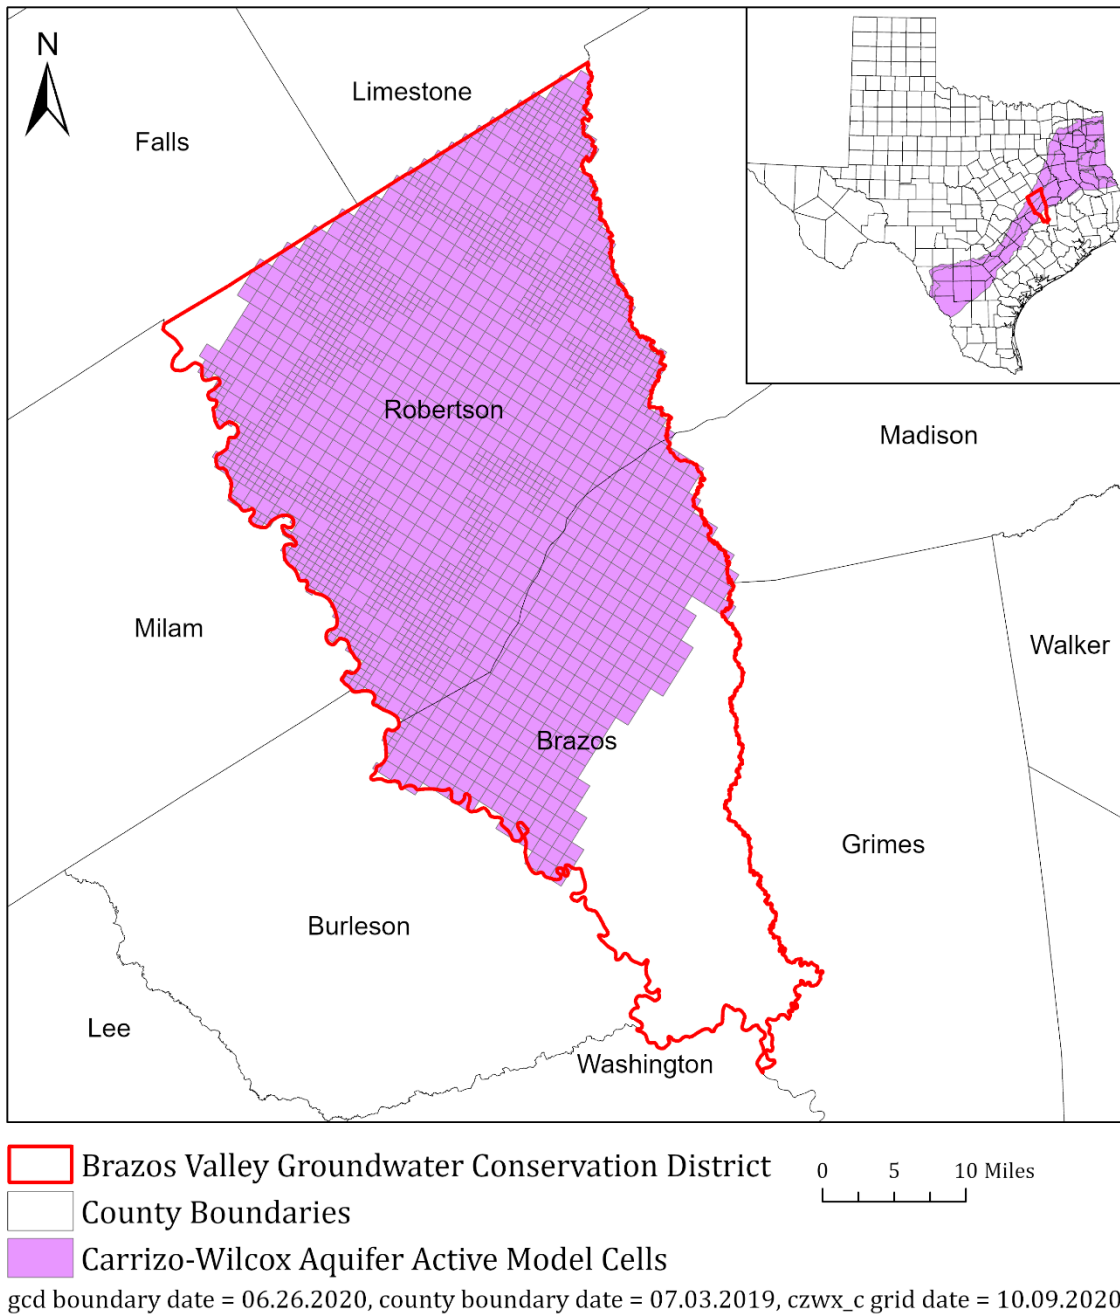 N
Limestone
Falls
Robertson
Madison
Milam
Walker
Brazos
Grimes
Burleson
Lee
Washington
Brazos Valley Groundwater Conservation District
0 5 10 Miles
County Boundaries
Carrizo-Wilcox Aquifer Active Model Cells
gcd boundary date = 06.26.2020, county boundary date = 07.03.2019, czwx_c grid date = 10.09.2020